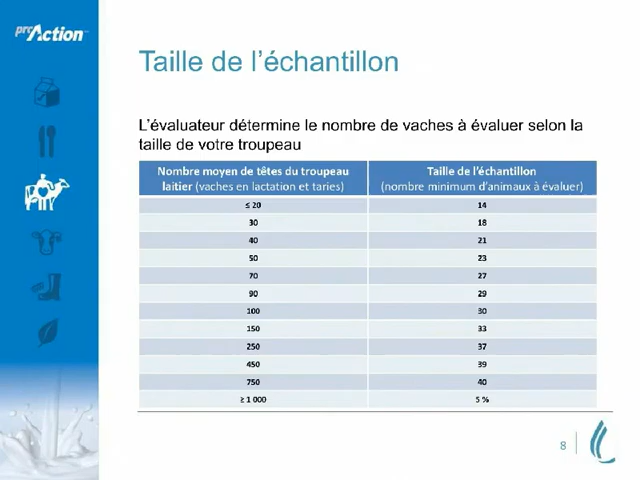 proAction
Taille de l'échantillon
L'évaluateur détermine le nombre de vaches à évaluer selon la
taille de votre troupeau
Nombre moyen de têtes du troupeau
laitier (vaches en lactation et taries)
Taille de l'échantillon
(nombre minimum d'animaux à évaluer)
≤ 20 14
30 18
40 21
50 23
70 27
90 29
100 30
150 33
250 37
450 39
750 40
≥ 1 000 5 %
8